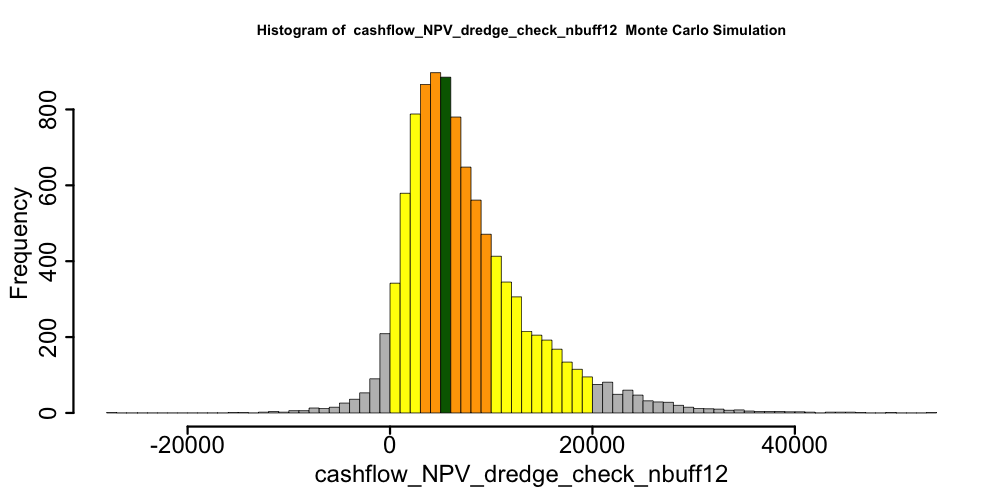 Histogram of  cashflow_NPV_dredge_check_nbuff12  Monte Carlo Simulation
Frequency
800
600
400
200
0
-20000 0 20000 40000
cashflow_NPV_dredge_check_nbuff12